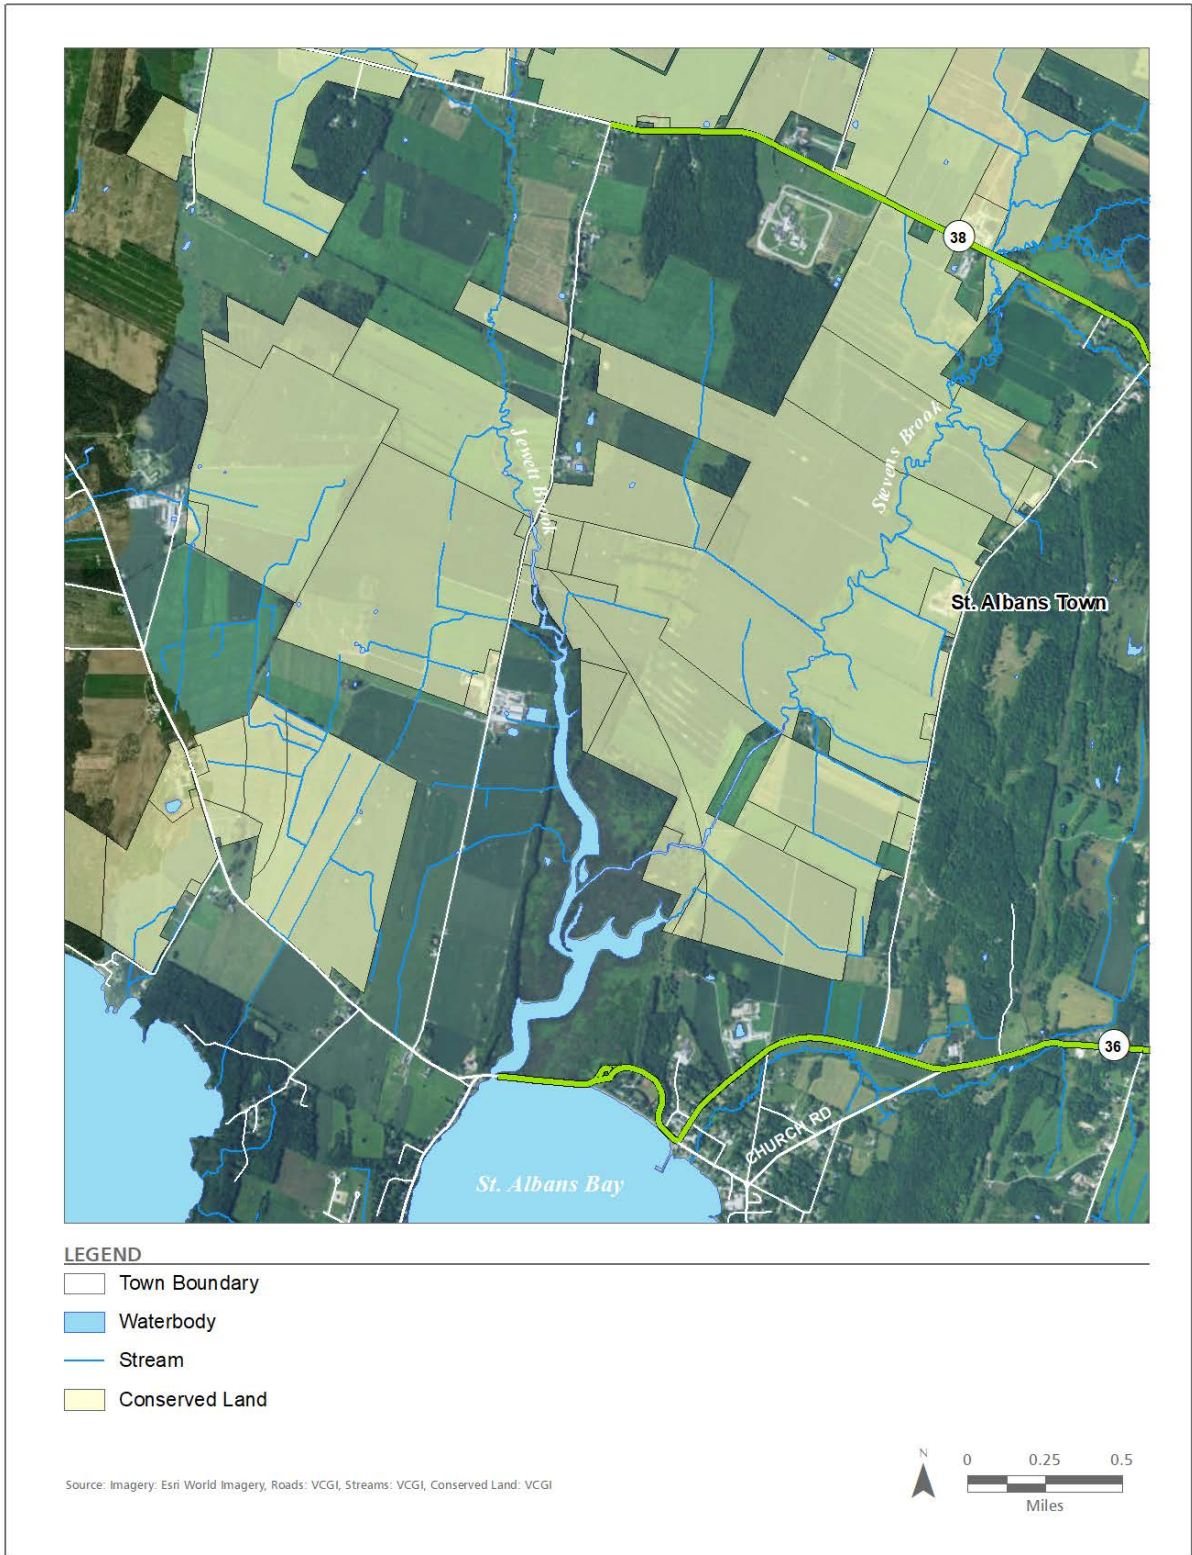 38
Jewett Brook
Stevens Brook
St. Albans Town
36
CHURCH RD
St. Albans Bay
LEGEND
Town Boundary
Waterbody
Stream
Conserved Land
Source: Imagery: Esri World Imagery, Roads: VCGI, Streams: VCGI, Conserved Land: VCGI
N
0 0.25 0.5
Miles